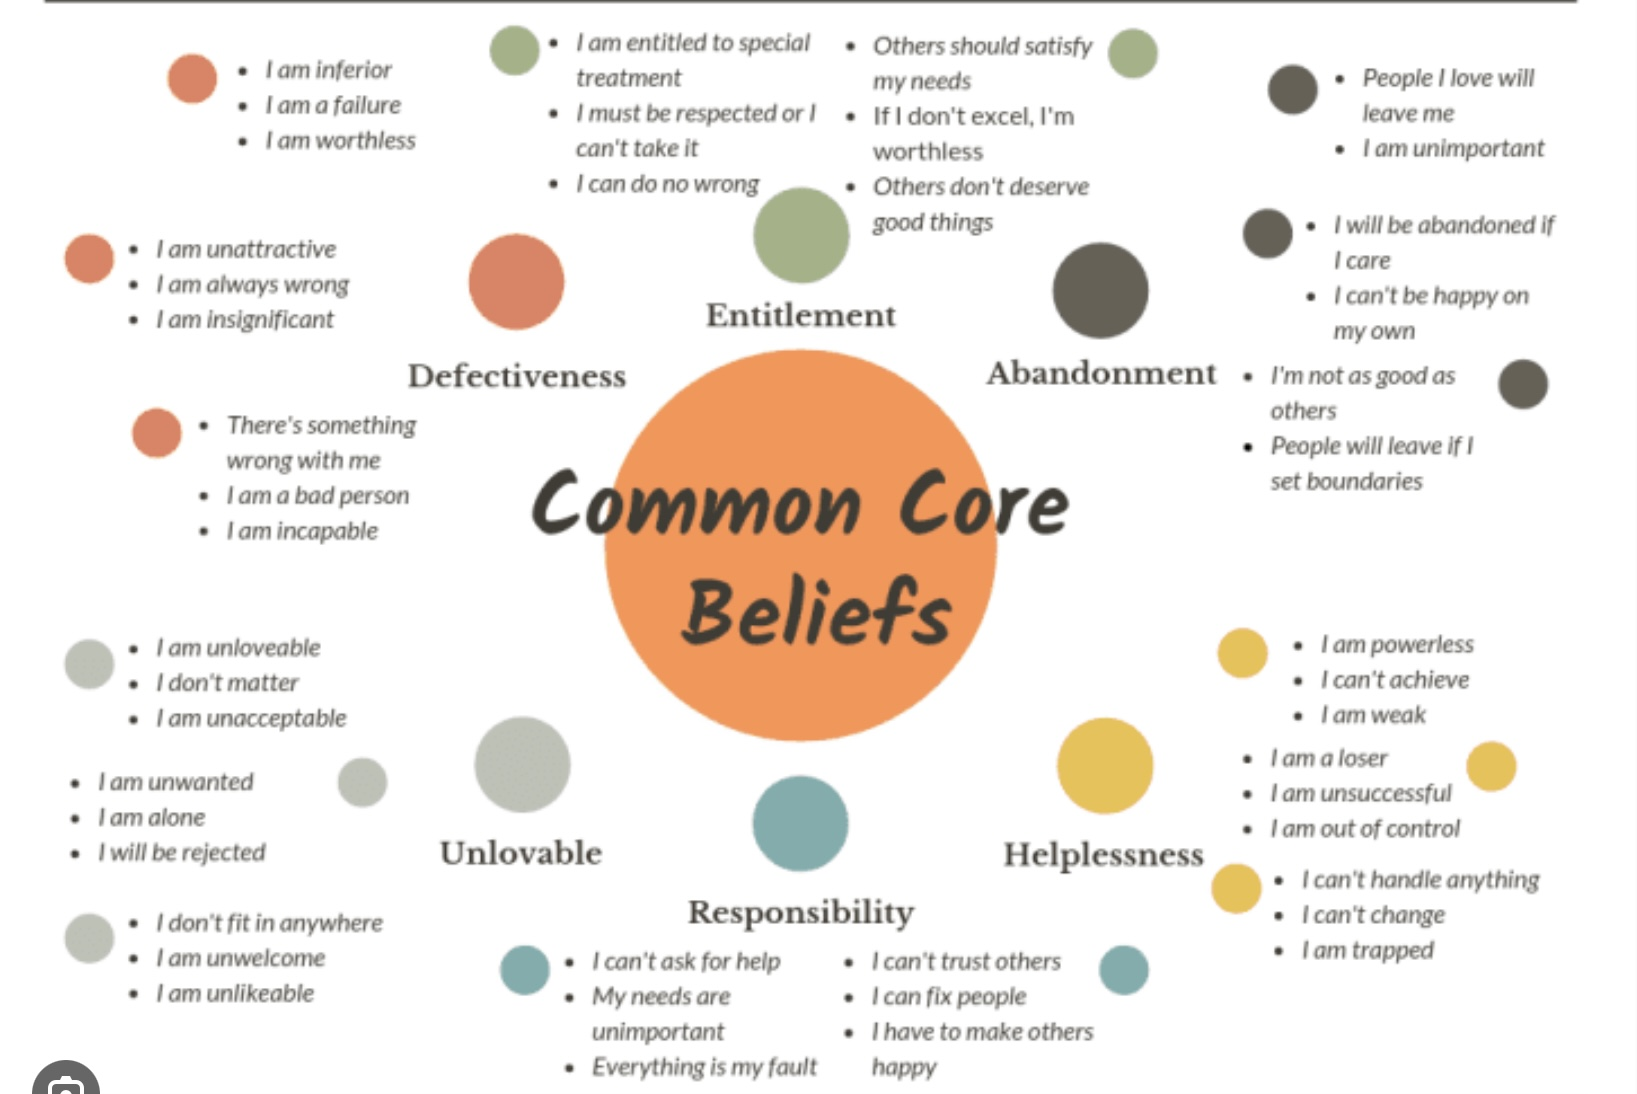 I am inferior
I am a failure
I am worthless
I am entitled to special
treatment
I must be respected or I
can't take it
I can do no wrong
Others should satisfy
my needs
If I don't excel, I'm
worthless
Others don't deserve
good things
People I love will
leave me
I am unimportant
I am unattractive
I am always wrong
I am insignificant
I will be abandoned if
I care
I can't be happy on
my own
Entitlement
Defectiveness
Abandonment
I'm not as good as
others
People will leave if I
set boundaries
There's something
wrong with me
I am a bad person
I am incapable
Common Core
Beliefs
I am unloveable
I don't matter
I am unacceptable
I am unwanted
I am alone
I will be rejected
I don't fit in anywhere
I am unwelcome
I am unlikeable
Unlovable
Responsibility
Helplessness
I am powerless
I can't achieve
I am weak
I am a loser
I am unsuccessful
I am out of control
I can't handle anything
I can't change
I am trapped
I can't ask for help
My needs are
unimportant
Everything is my fault
I can't trust others
I can fix people
I have to make others
happy